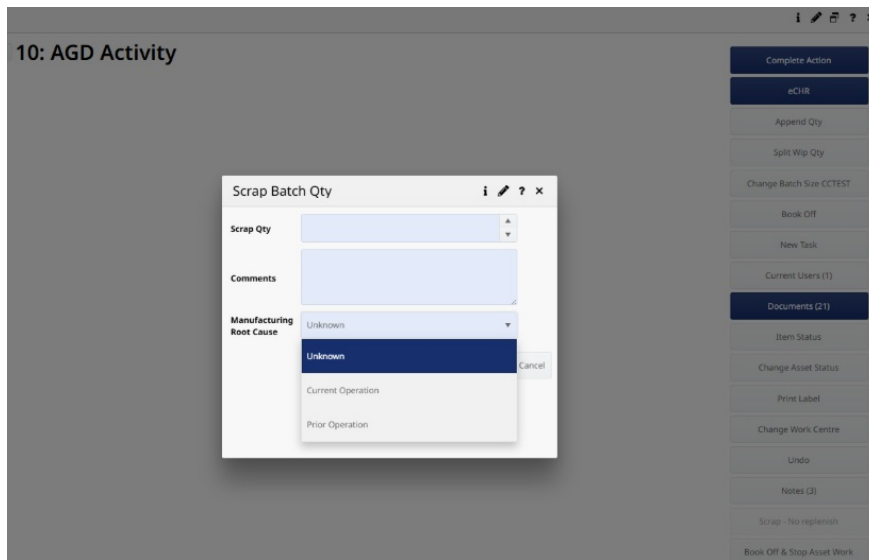 10: AGD Activity
Complete Action
eCHR
Append Qty
Split Wip Qty
Change Batch Size CCTEST
Book Off
New Task
Current Users (1)
Documents (21)
Item Status
Change Asset Status
Print Label
Change Work Centre
Undo
Notes (3)
Scrap - No replenish
Book Off & Stop Asset Work
Scrap Batch Qty
Scrap Qty
Comments
Manufacturing
Root Cause
Unknown
Unknown
Current Operation
Prior Operation
Cancel